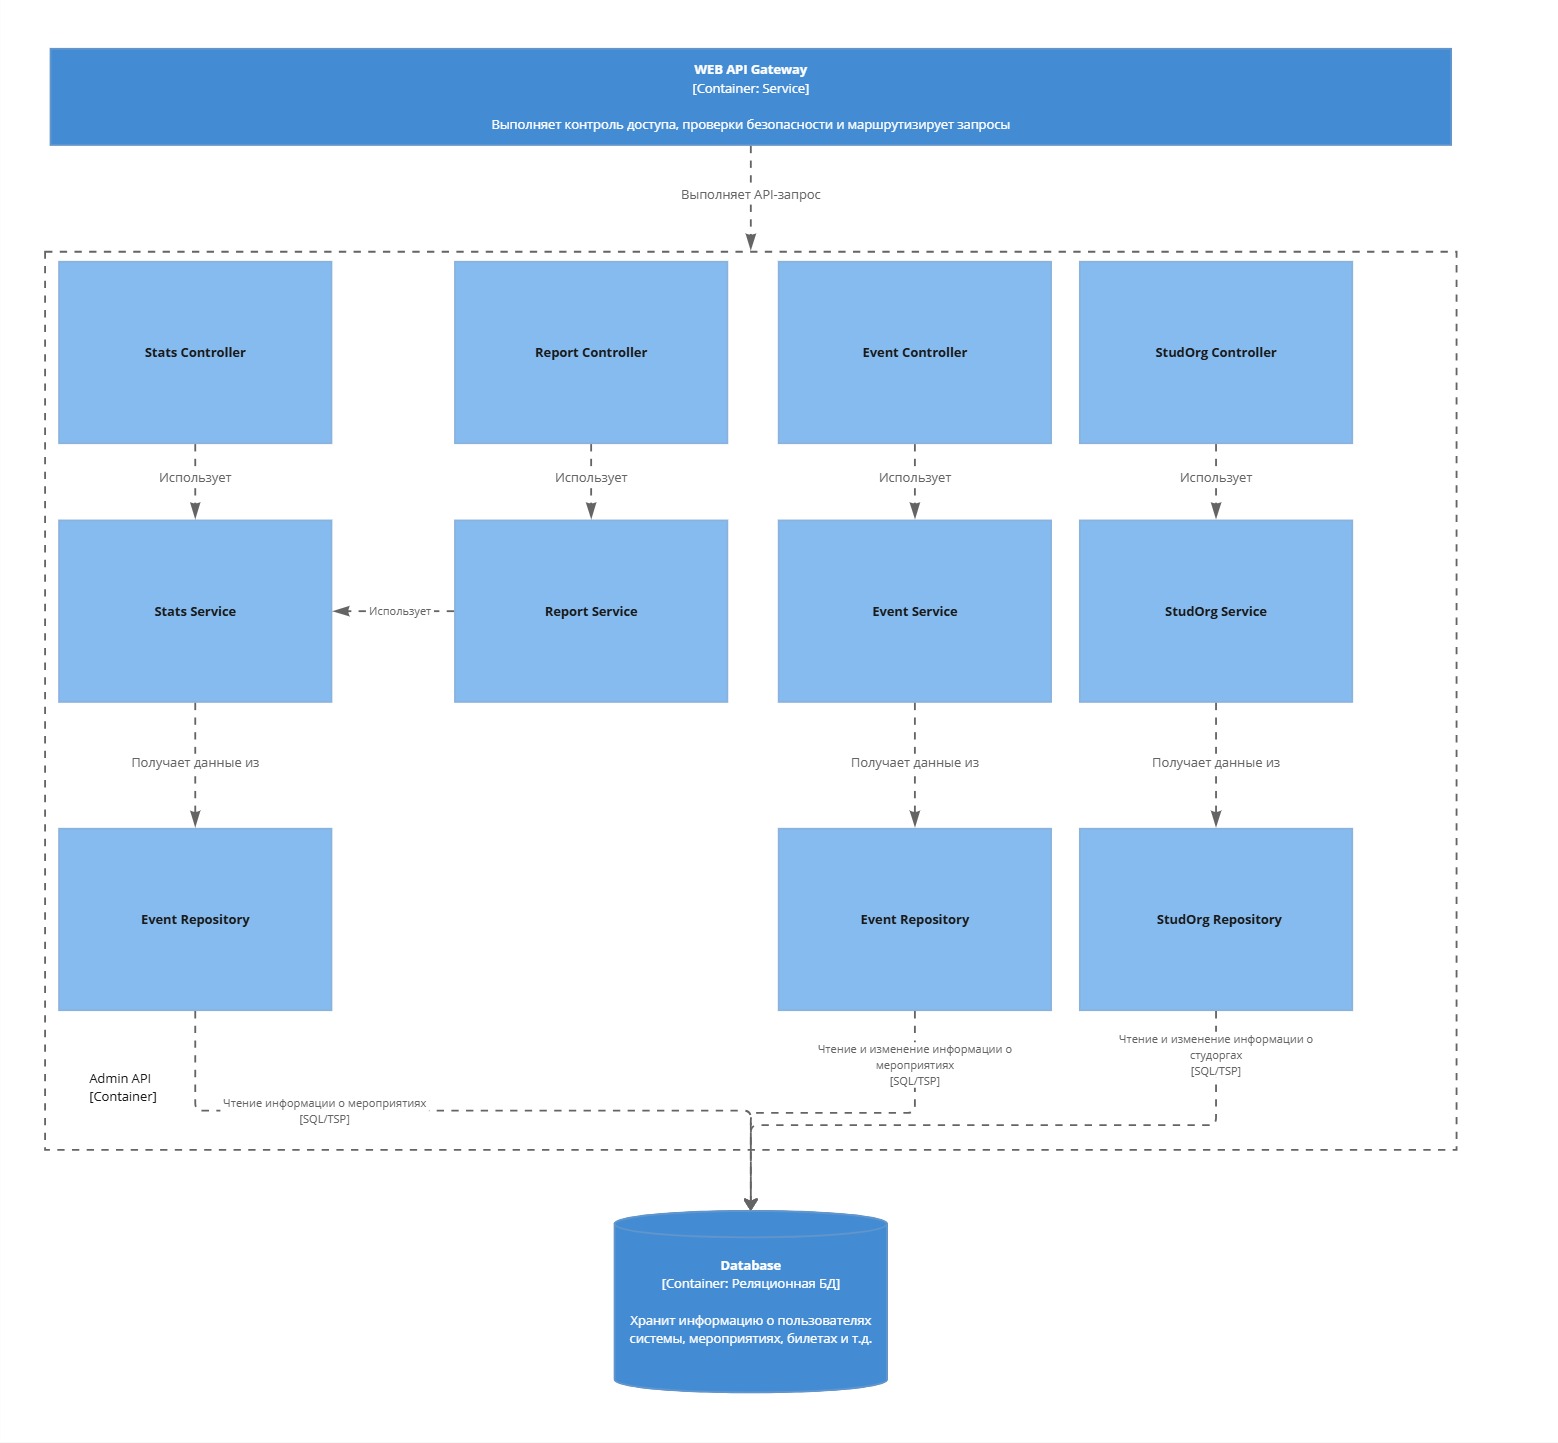 WEB API Gateway
[Container: Service]
Выполняет контроль доступа, проверки безопасности и маршрутизирует запросы
Выполняет API-запрос
Stats Controller
Report Controller
Event Controller
StudOrg Controller
Использует
Использует
Использует
Использует
Stats Service
Использует
Report Service
Event Service
StudOrg Service
Получает данные из
Получает данные из
Получает данные из
Event Repository
Event Repository
StudOrg Repository
Чтение и изменение информации о
мероприятиях
[SQL/TSP]
Чтение и изменение информации о
студоргах
[SQL/TSP]
Admin API
[Container]
Чтение информации о мероприятиях
[SQL/TSP]
Database
[Container: Реляционная БД]
Хранит информацию о пользователях
системы, мероприятиях, билетах и т.д.